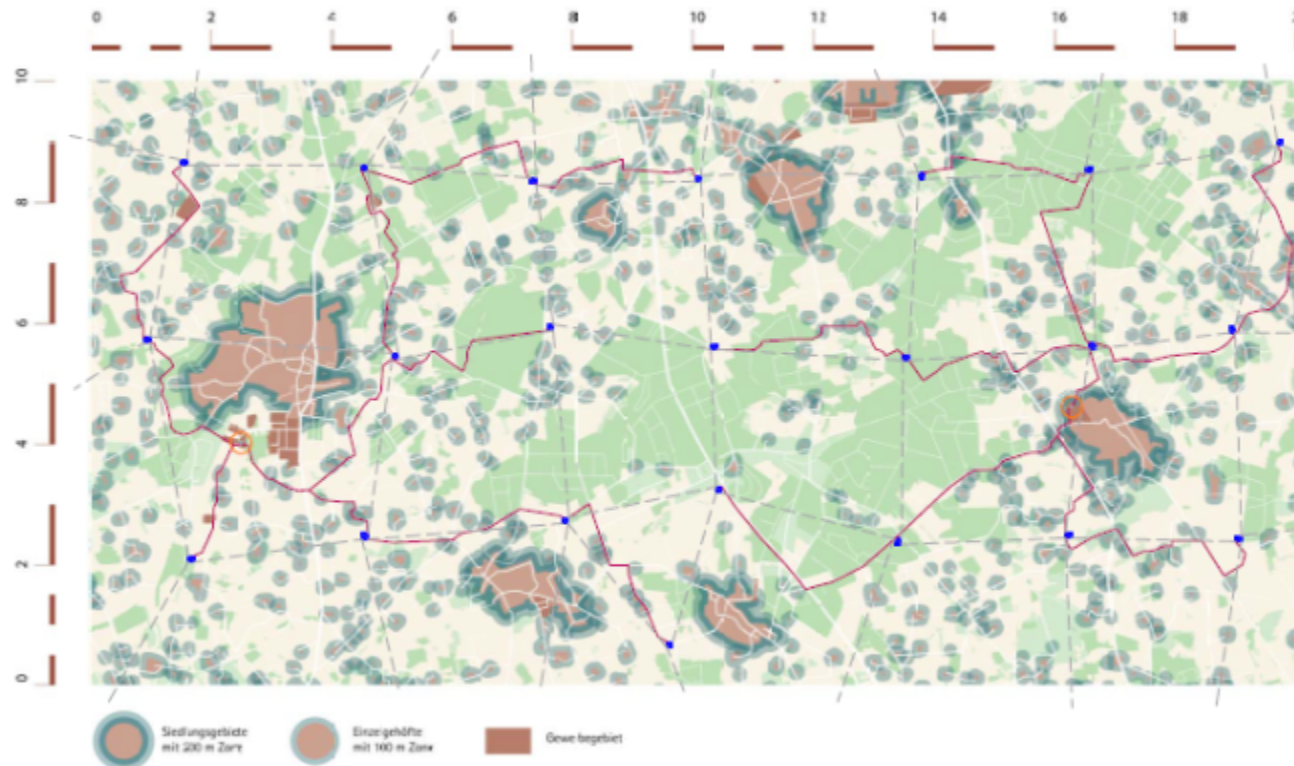 0 2 4 6 8 10 12 14 16 18
10
8
6
4
2
0
Siedlungsgebiete
mit 200 m Zone
Einzelgehöfte
mit 100 m Zone
Gewerbegebiet